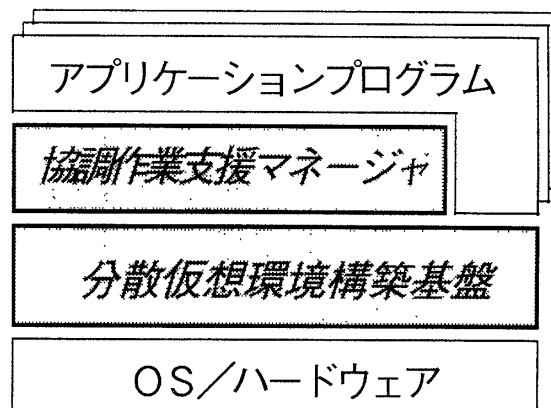 アプリケーションプログラム
協調作業支援マネージャ
分散仮想環境構築基盤
OS/ハードウェア